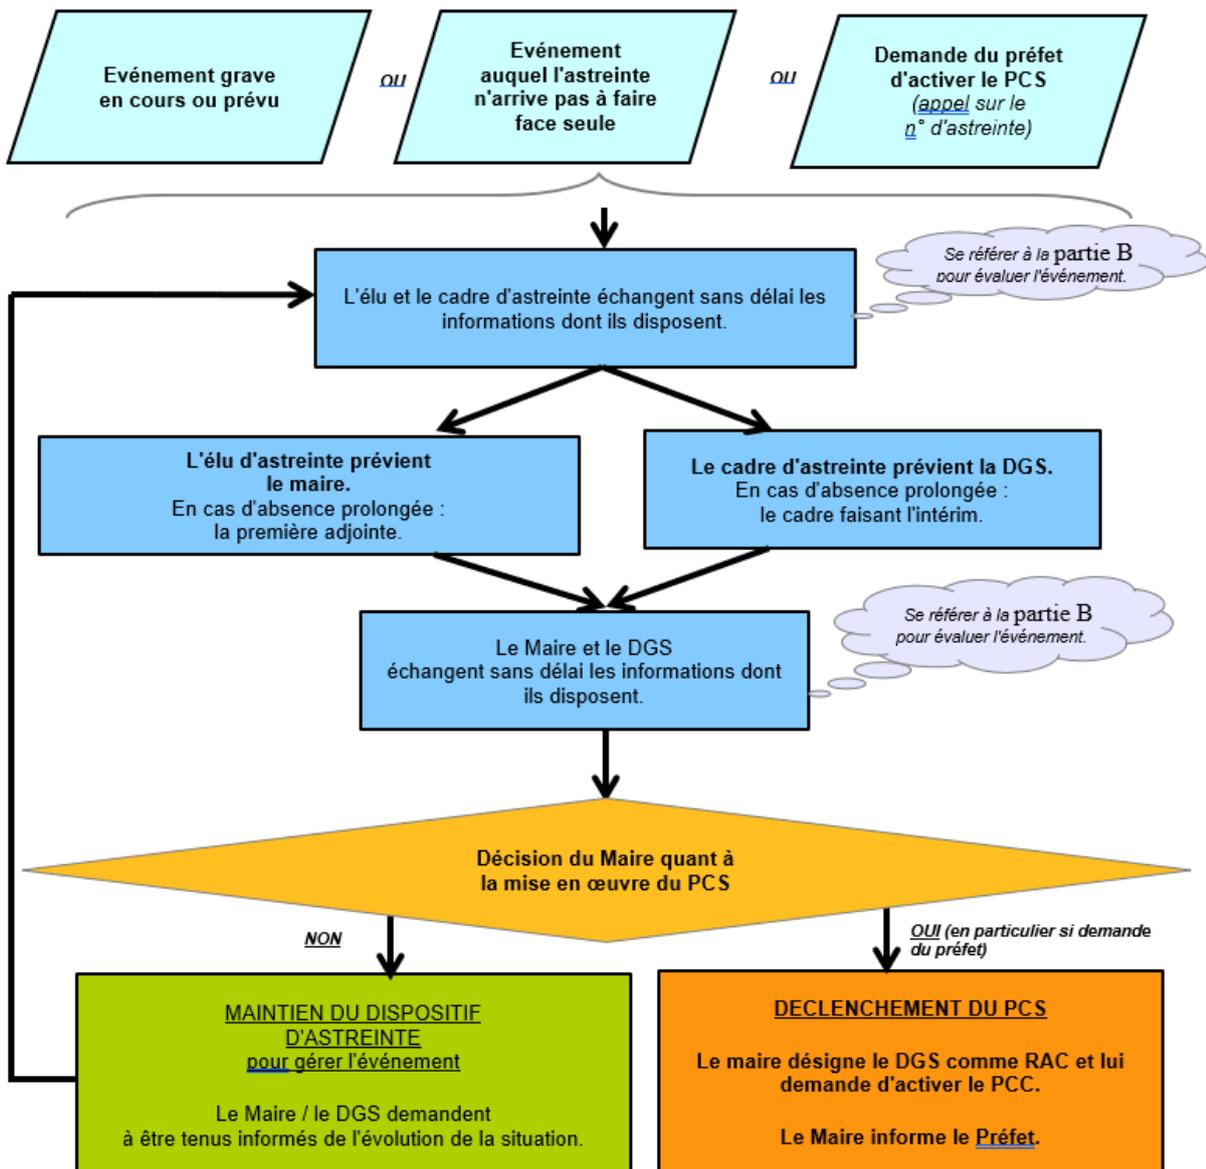 Evénement grave
en cours ou prévu
ou
Evénement
auquel l'astreinte
n'arrive pas à faire
face seule
ou
Demande du préfet
d'activer le PCS
(appel sur le
n° d'astreinte)
Se référer à la partie B
pour évaluer l'événement.
L'élu et le cadre d'astreinte échangent sans délai les
informations dont ils disposent.
L'élu d'astreinte prévient
le maire.
En cas d'absence prolongée :
la première adjointe.
Le cadre d'astreinte prévient la DGS.
En cas d'absence prolongée :
le cadre faisant l'intérim.
Se référer à la partie B
pour évaluer l'événement.
Le Maire et le DGS
échangent sans délai les informations dont
ils disposent.
Décision du Maire quant à
la mise en œuvre du PCS
NON
OUI (en particulier si demande
du préfet)
MAINTIEN DU DISPOSITIF
D'ASTREINTE
pour gérer l'événement
Le Maire / le DGS demandent
à être tenus informés de l'évolution de la situation.
DECLENCHEMENT DU PCS
Le maire désigne le DGS comme RAC et lui
demande d'activer le PCC.
Le Maire informe le Préfet.